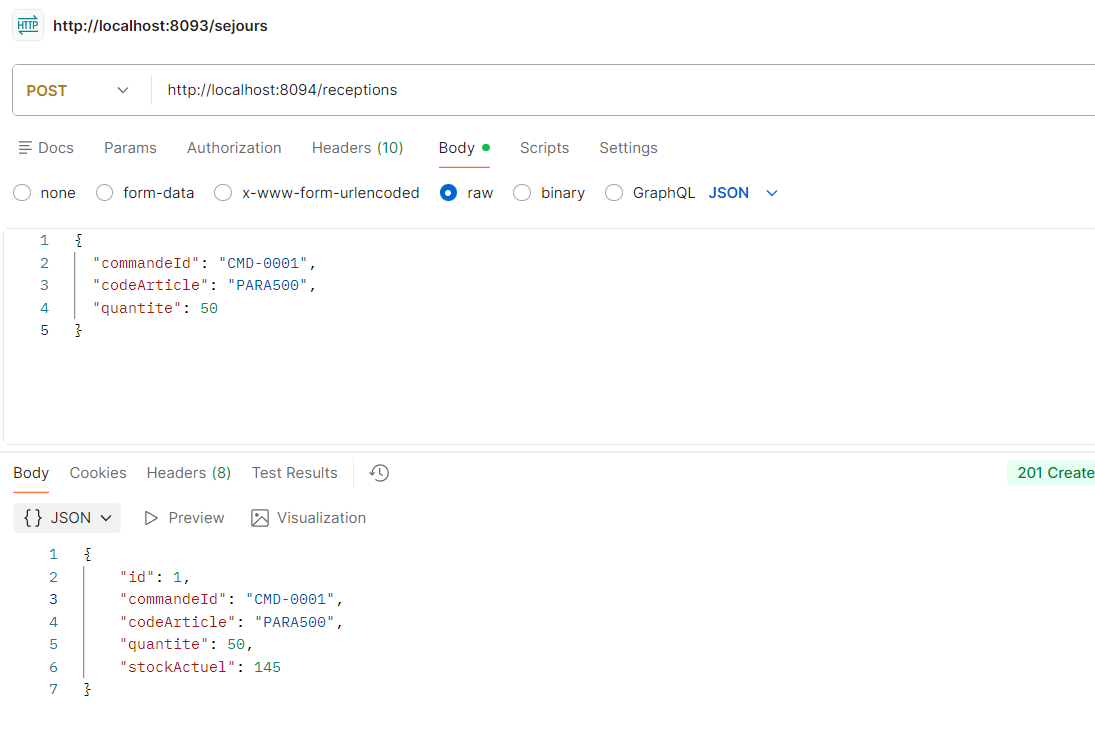 HTTP http://localhost:8093/sejours
POST http://localhost:8094/receptions
Docs Params Authorization Headers (10) Body Scripts Settings
none form-data x-www-form-urlencoded raw binary GraphQL JSON
1 {
2 "commandeId": "CMD-0001",
3 "codeArticle": "PARA500",
4 "quantite": 50
5 }
Body Cookies Headers (8) Test Results 201 Create
{} JSON Preview Visualization
1 {
2 "id": 1,
3 "commandeId": "CMD-0001",
4 "codeArticle": "PARA500",
5 "quantite": 50,
6 "stockActuel": 145
7 }